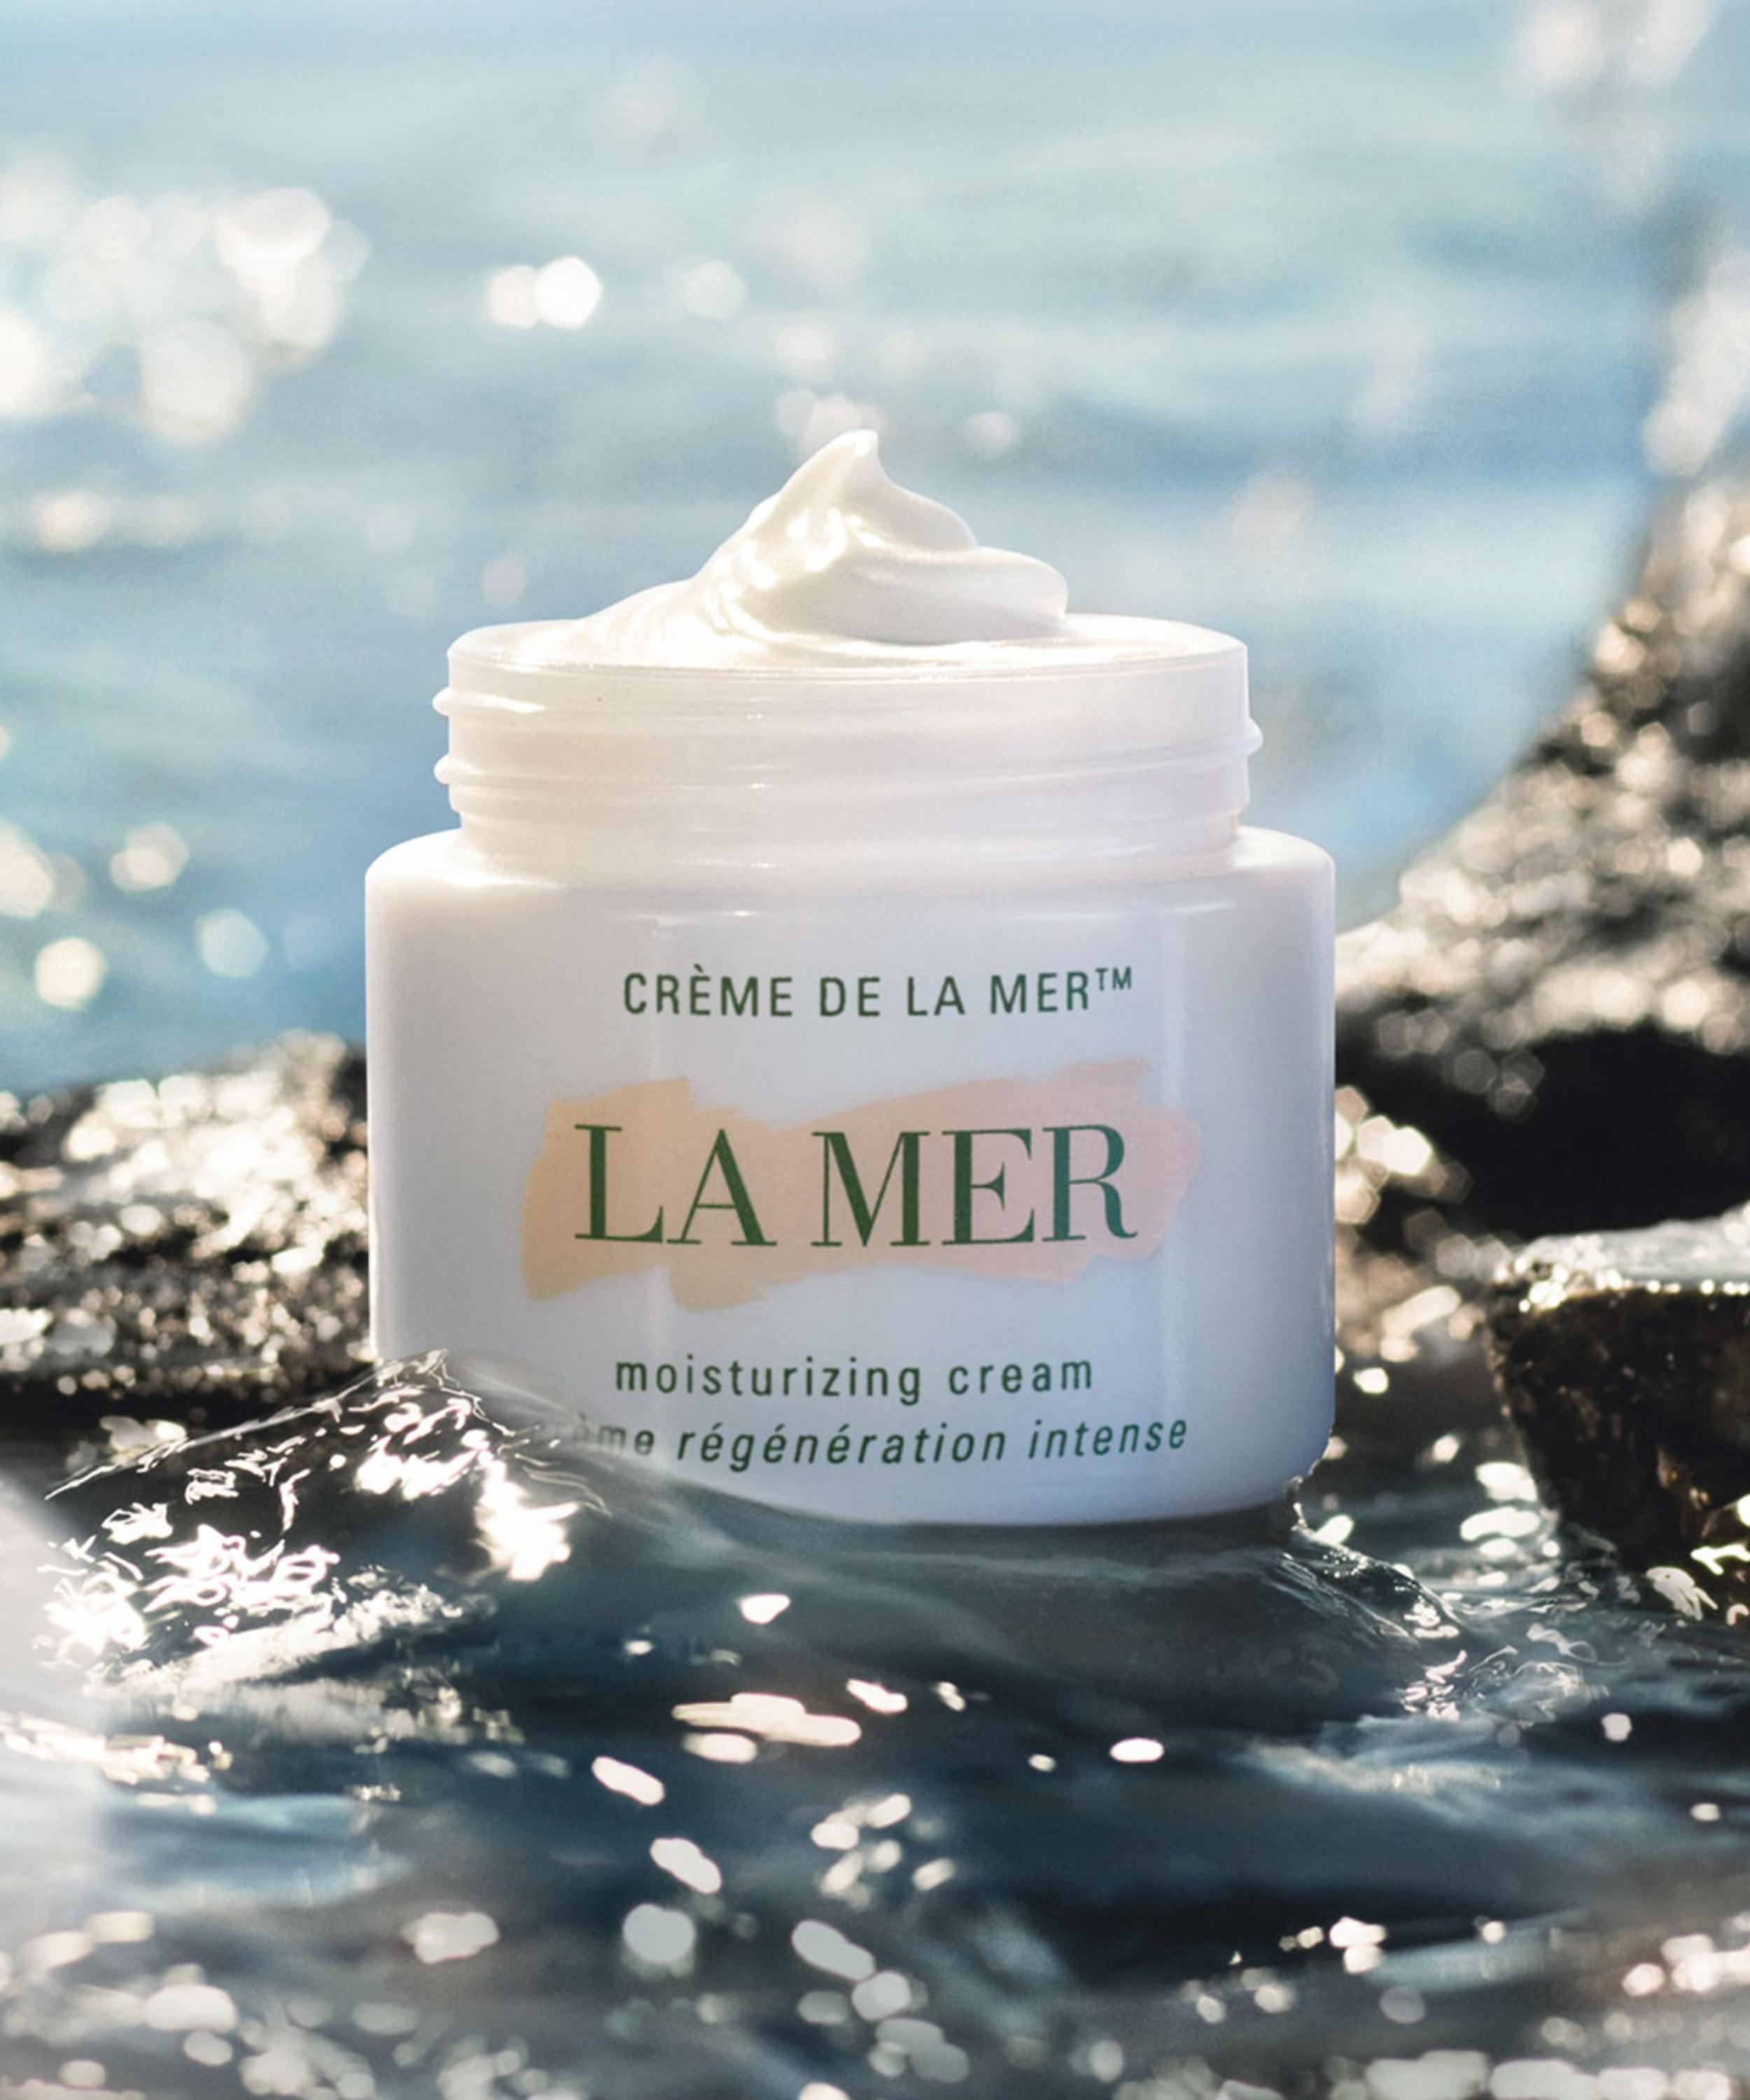 CRÈME DE LA MER™
LA MER
moisturizing cream
régénération intense